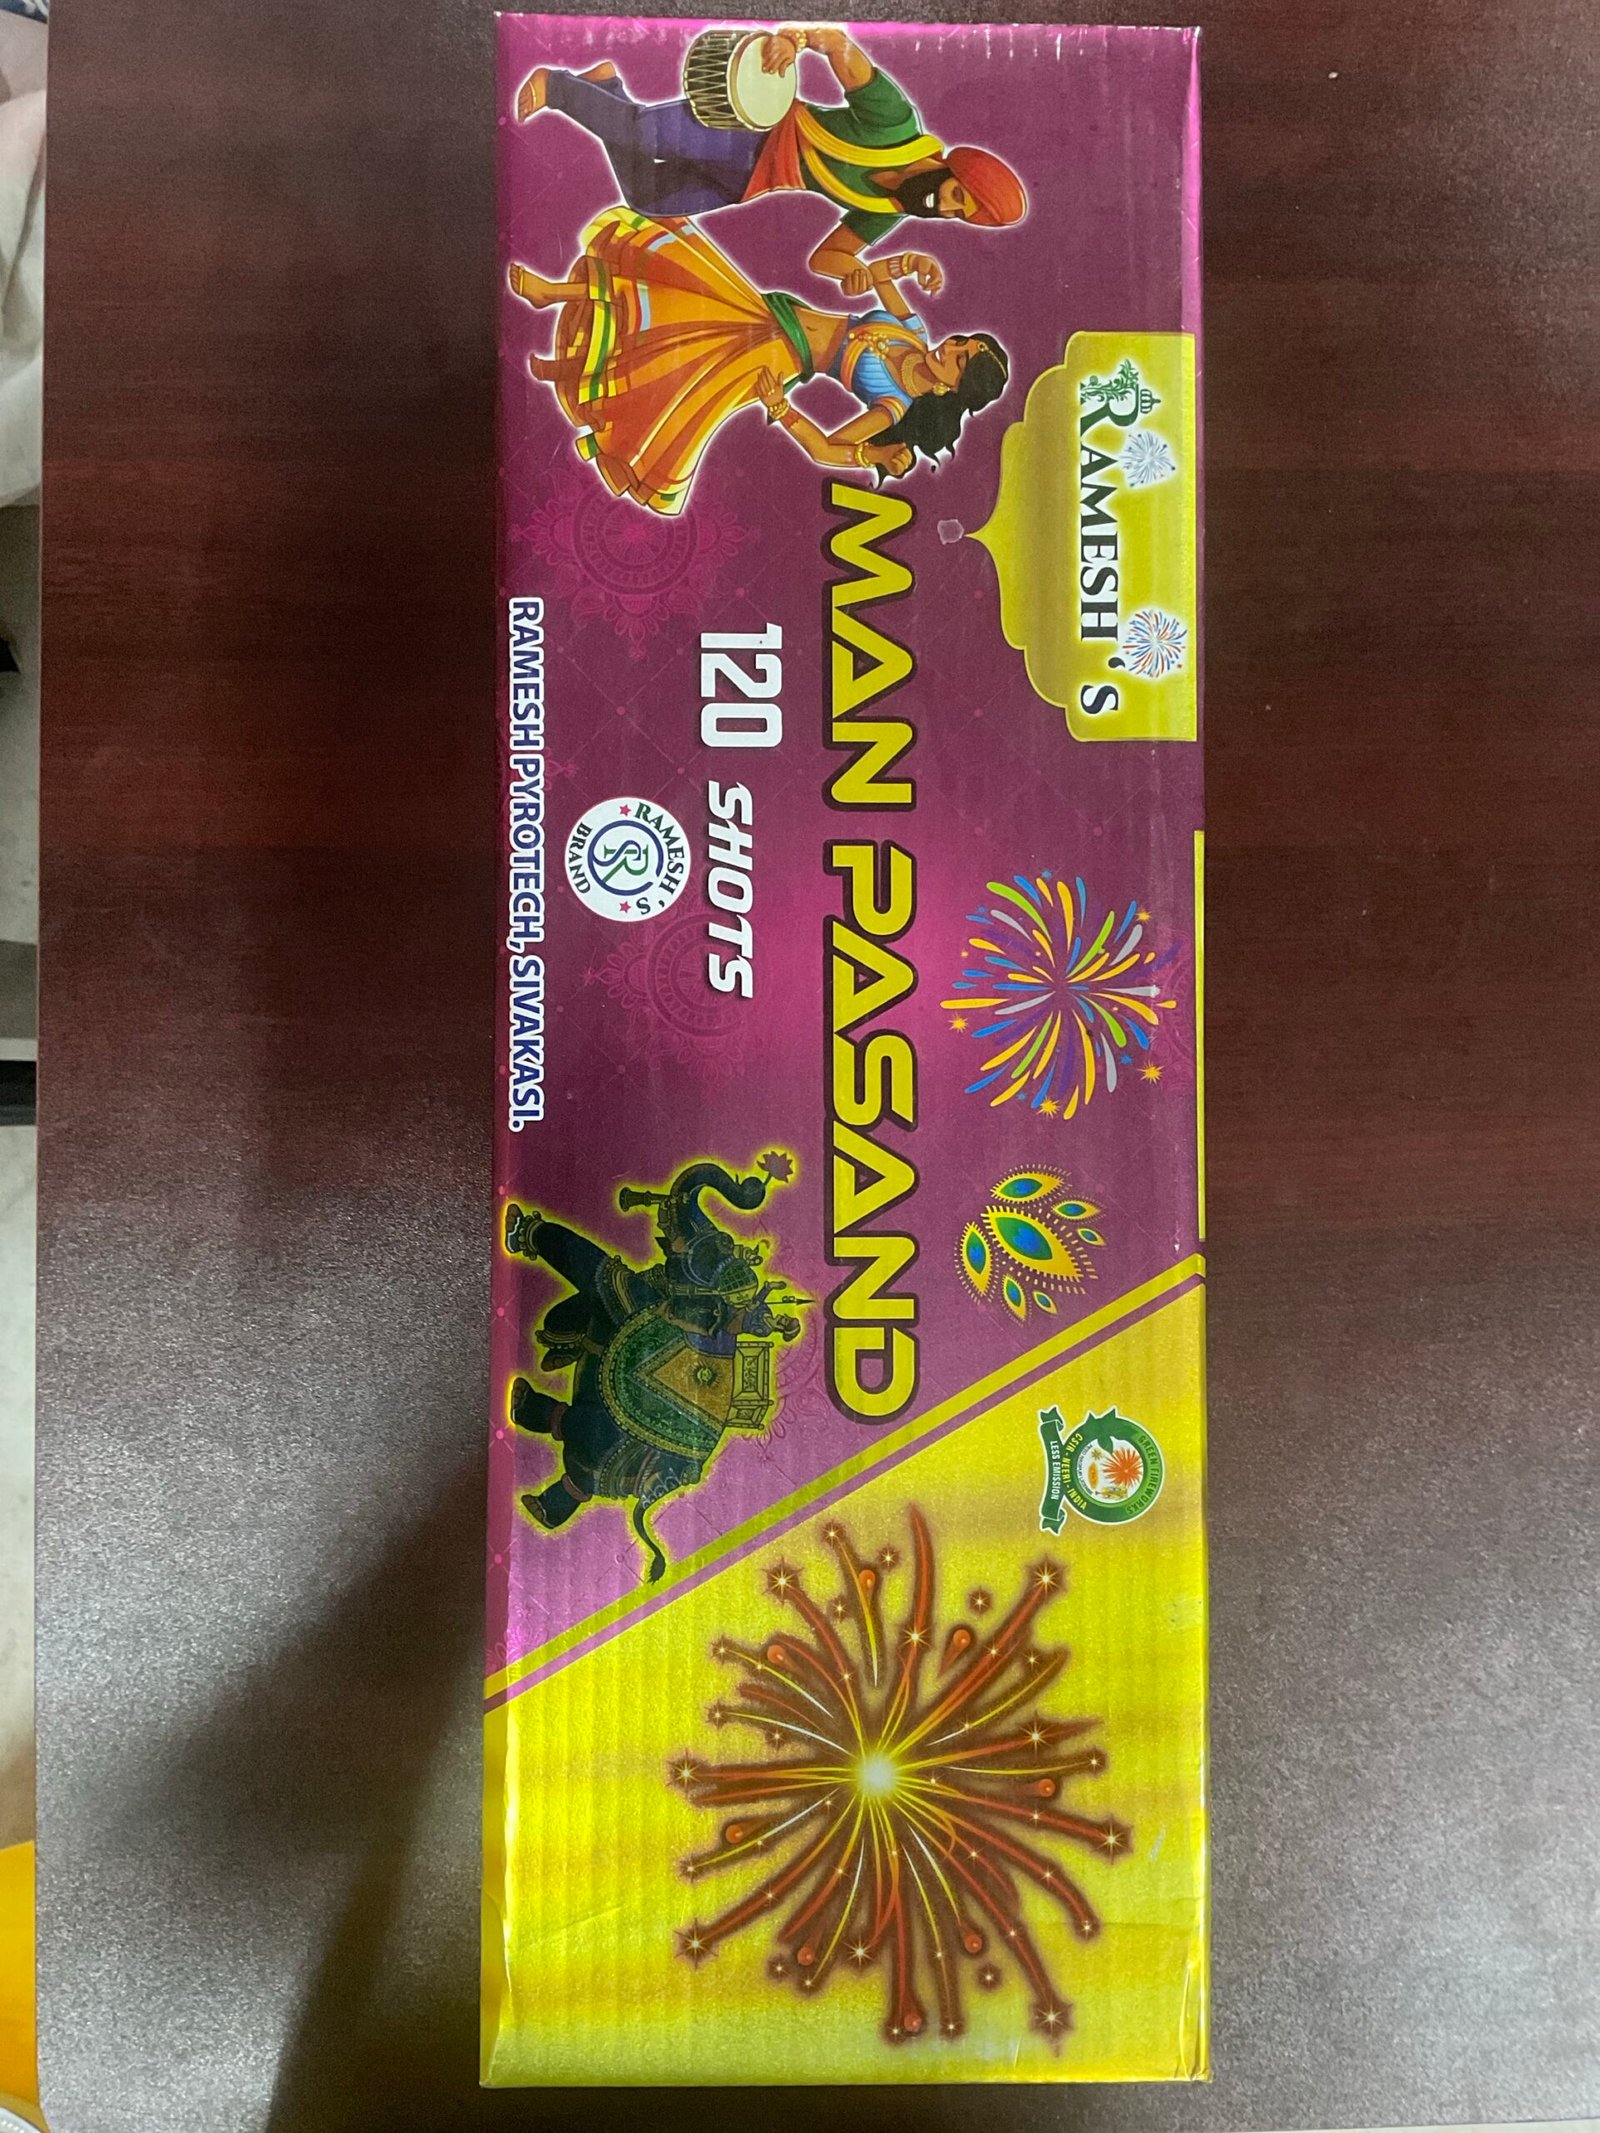 RAMESH's
MAN PASAND
120 SHOTS
RAMESH's
BRAND
RAMESH PYROTECH, SIVAKASI.
GREEN FIREWORKS
CSIR - NEERI - INDIA
LESS EMISSION